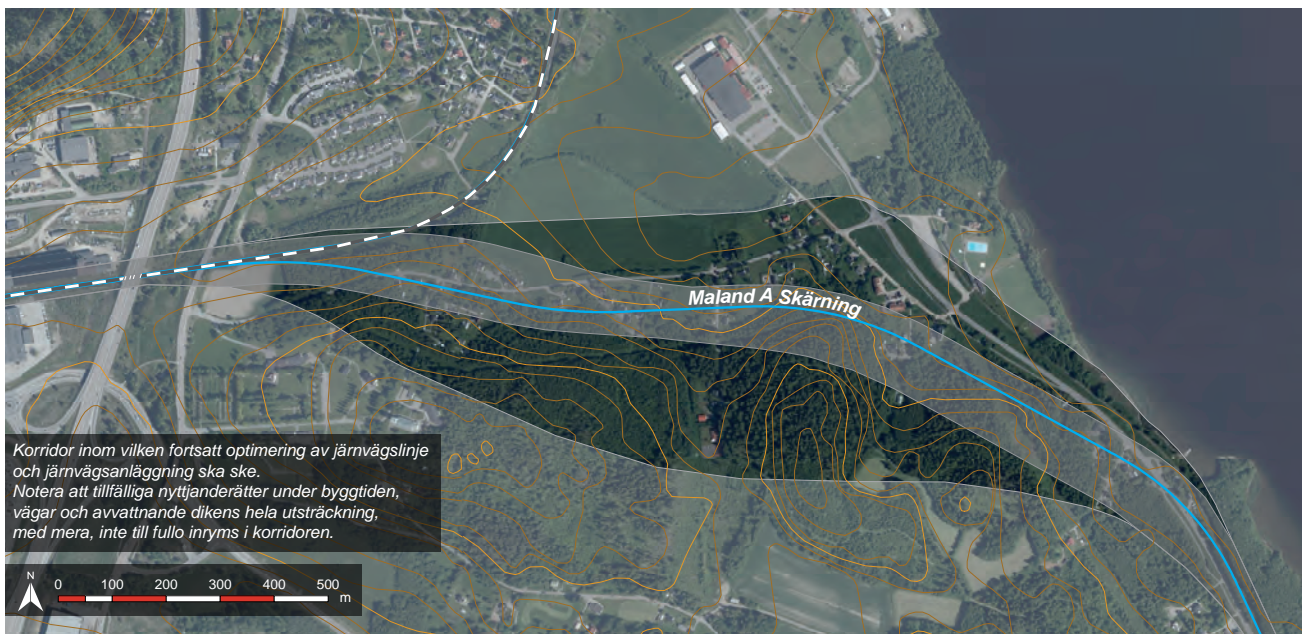 Maland A Skärning
Korridor inom vilken fortsatt optimering av järnvägslinje
och järnvägsanläggning ska ske.
Notera att tillfälliga nyttjanderätter under byggtiden,
vägar och avvattnande dikens hela utsträckning,
med mera, inte till fullo inryms i korridoren.
N
0 100 200 300 400 500
m